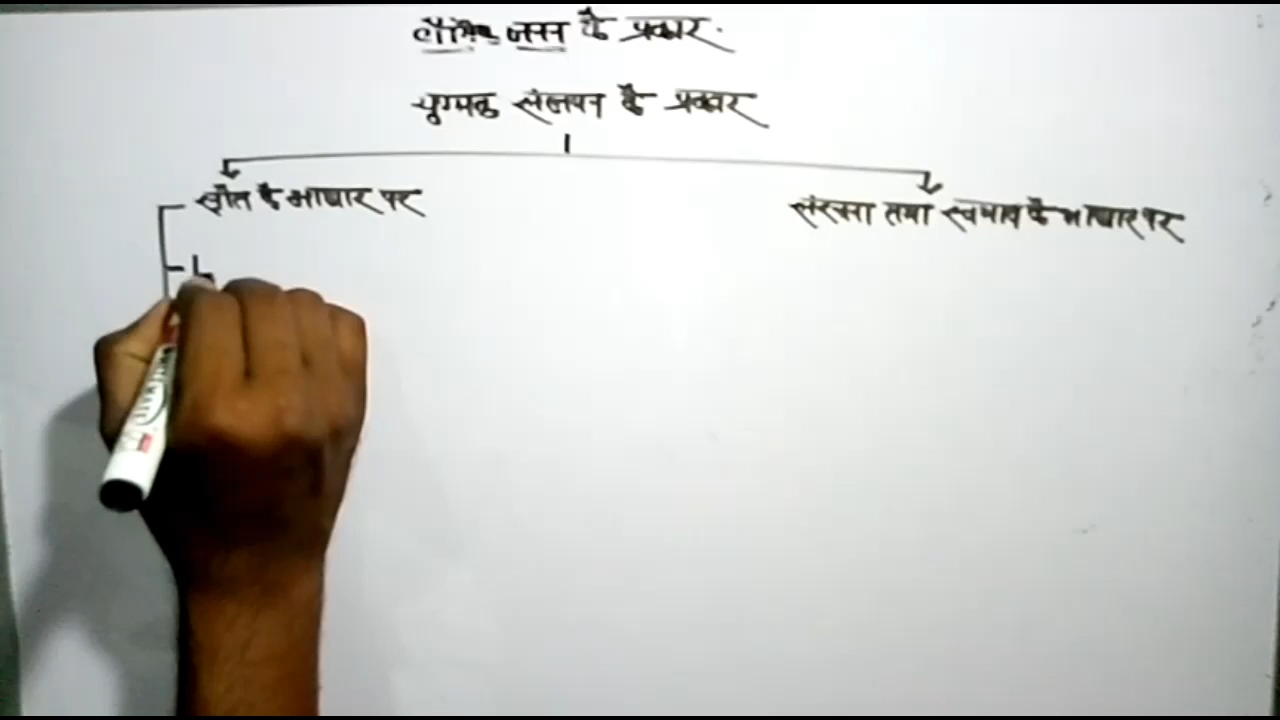 लैंगिक जनन के प्रकार.
युग्मक संलयन के प्रकार
स्रोत के आधार पर
संरचना तथा स्वभाव के आधार पर